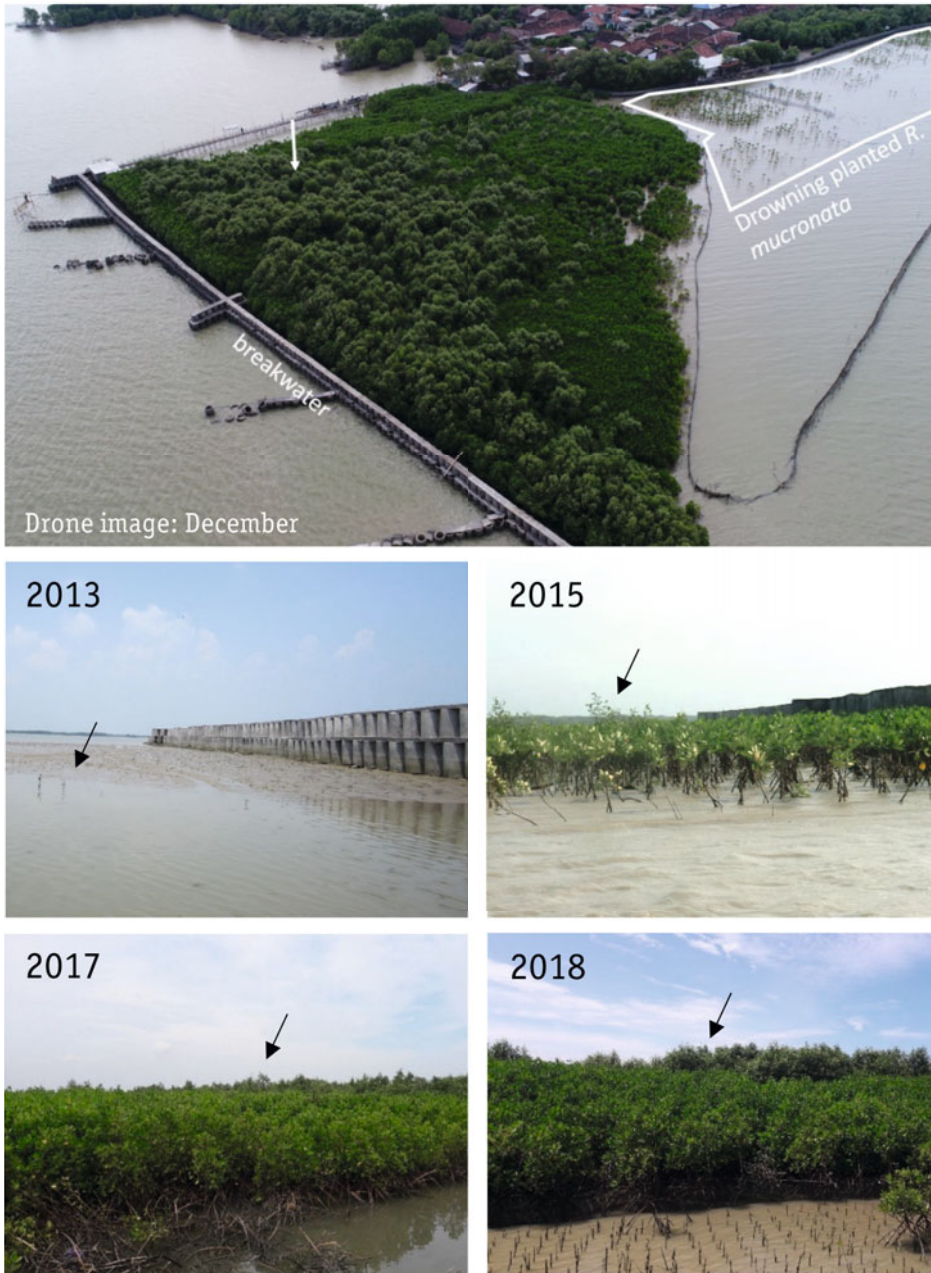 Drowning planted R.
mucronata
breakwater
Drone image: December
2013
2015
2017
2018